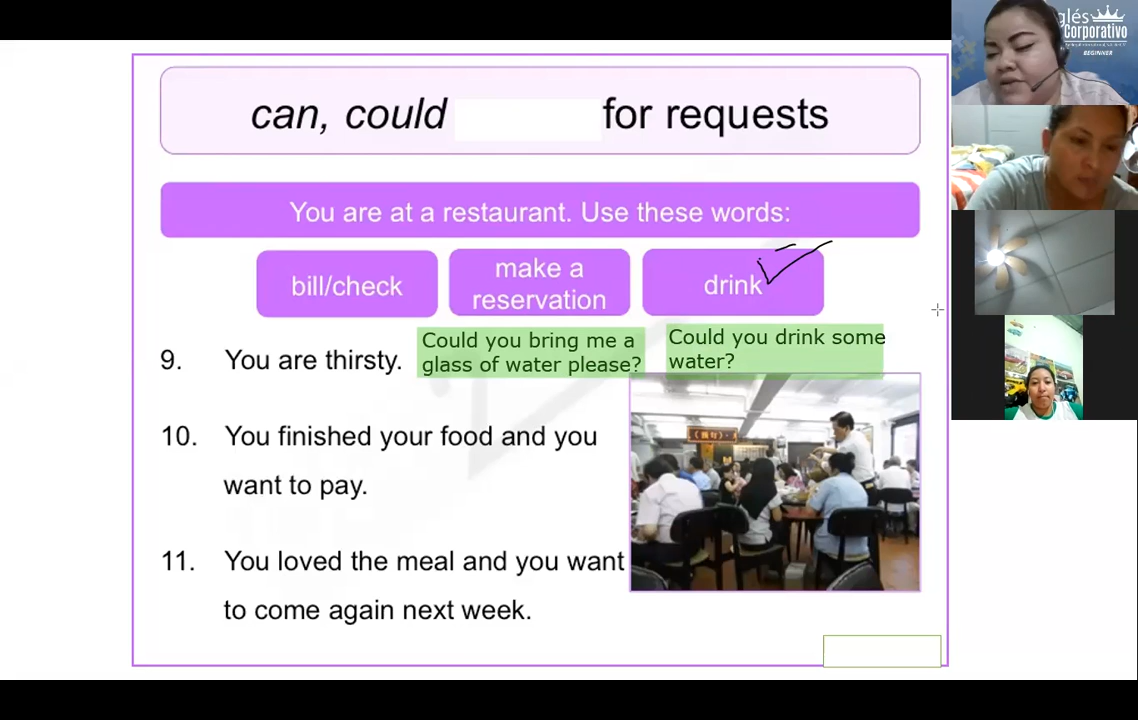 can, could for requests
You are at a restaurant. Use these words:
bill/check
make a
reservation
drink
9. You are thirsty.
Could you bring me a
glass of water please?
Could you drink some
water?
10. You finished your food and you
want to pay.
11. You loved the meal and you want
to come again next week.
glés
Corporativo
BEGINNER